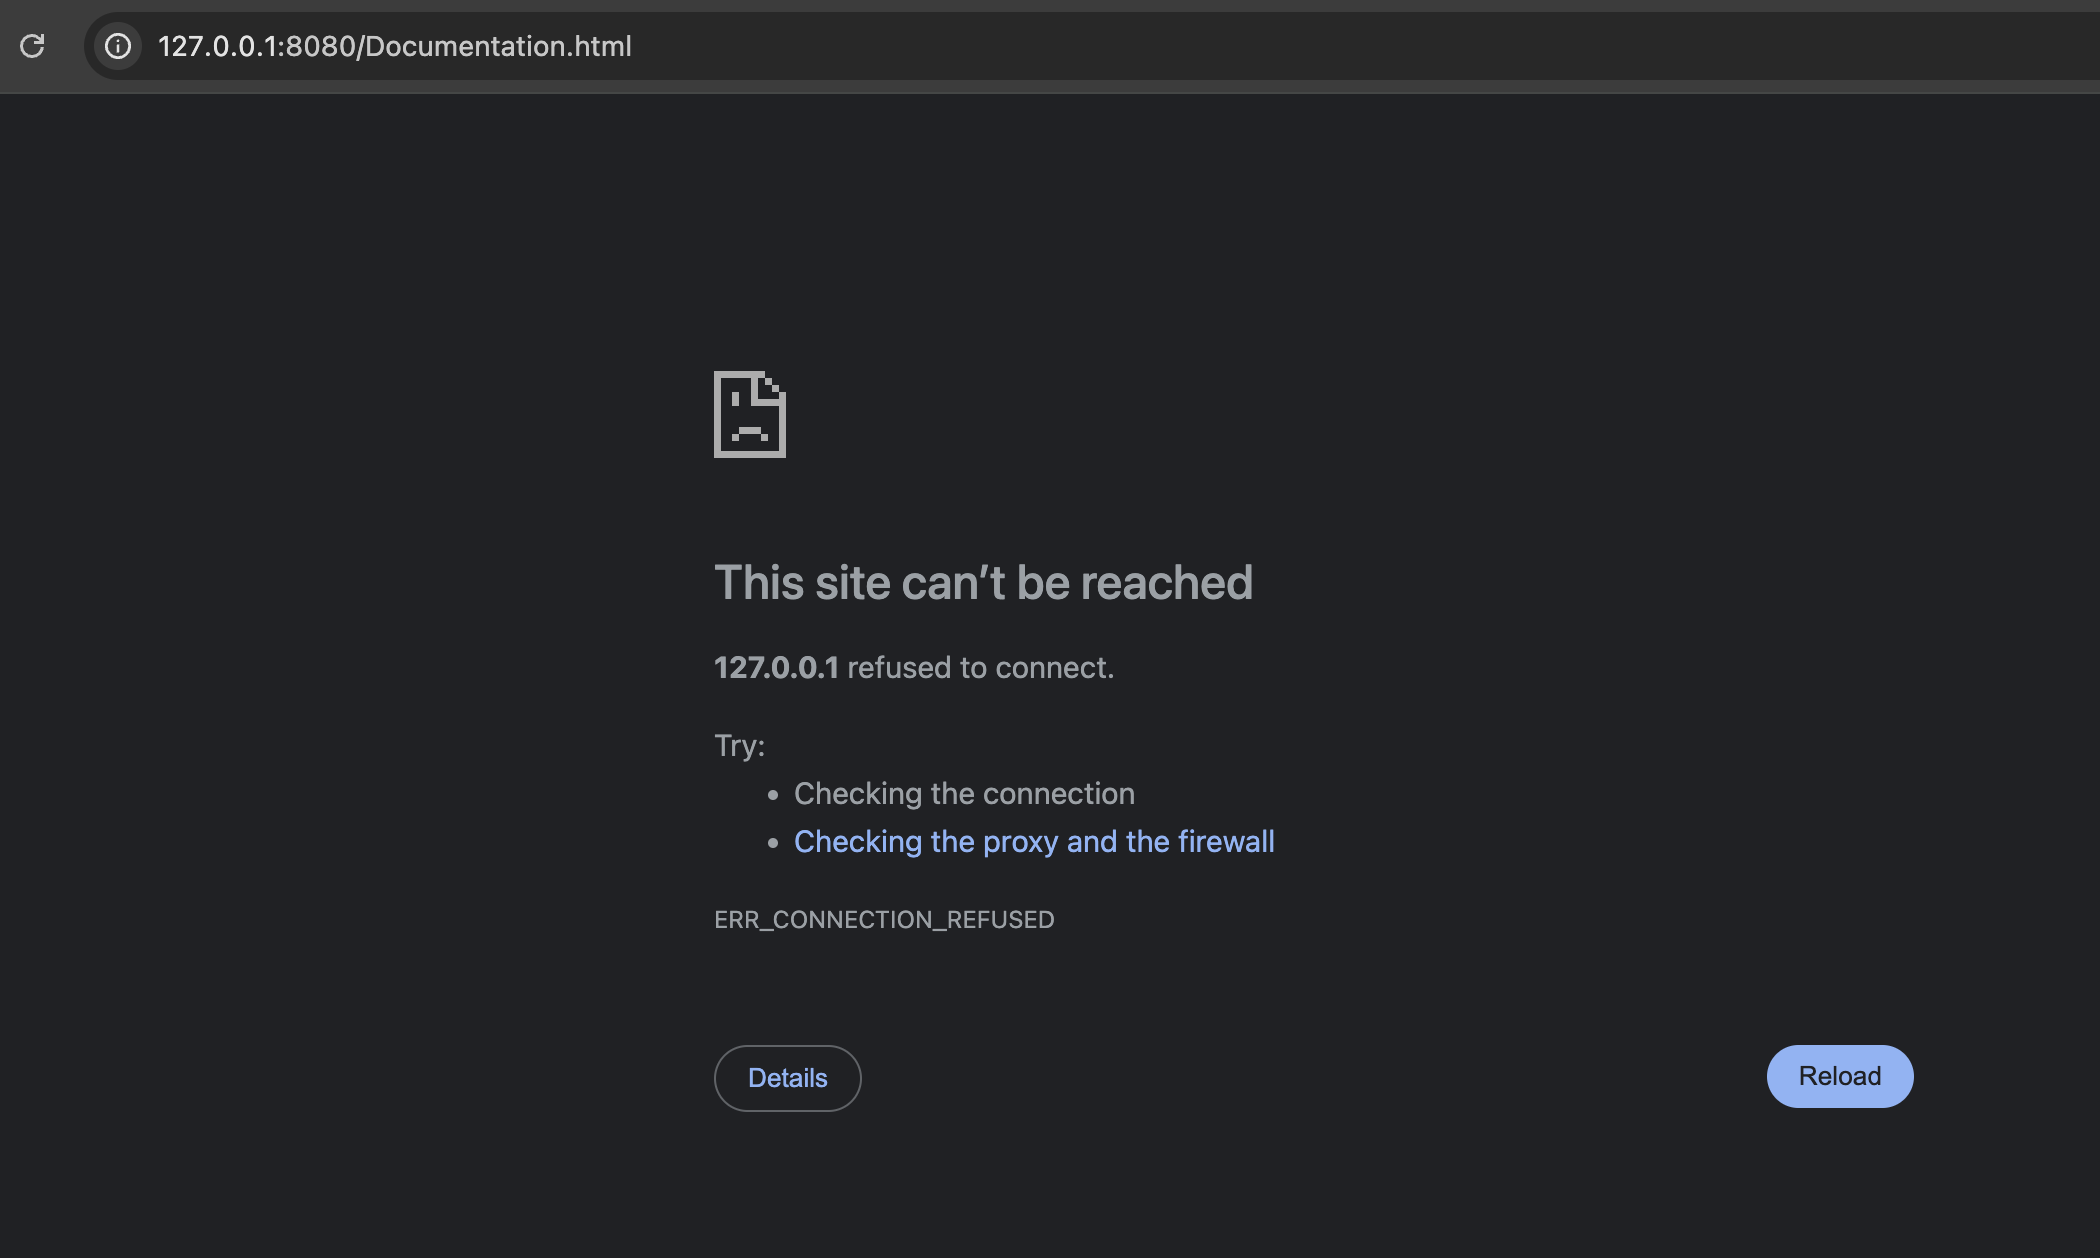 127.0.0.1:8080/Documentation.html
This site can’t be reached
127.0.0.1 refused to connect.
Try:
• Checking the connection
• Checking the proxy and the firewall
ERR_CONNECTION_REFUSED
Details
Reload